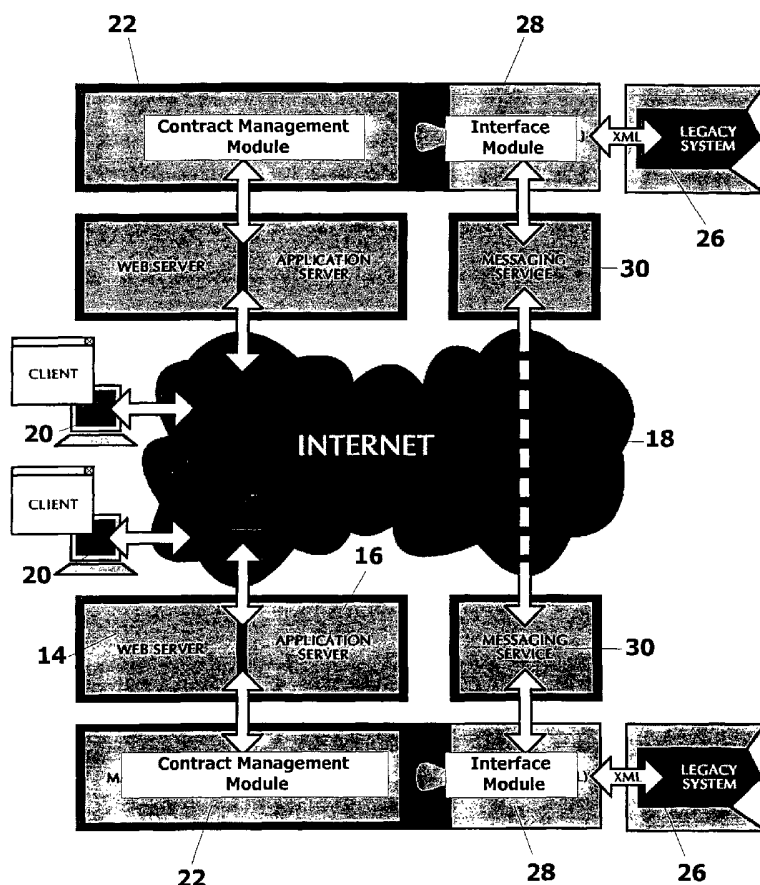 22
28
Contract Management
Module
Interface
Module
XML
LEGACY
SYSTEM
26
WEB SERVER
APPLICATION
SERVER
MESSAGING
SERVICE
30
CLIENT
20
INTERNET
18
CLIENT
20
16
14
WEB SERVER
APPLICATION
SERVER
MESSAGING
SERVICE
30
Contract Management
Module
Interface
Module
XML
LEGACY
SYSTEM
22
28
26